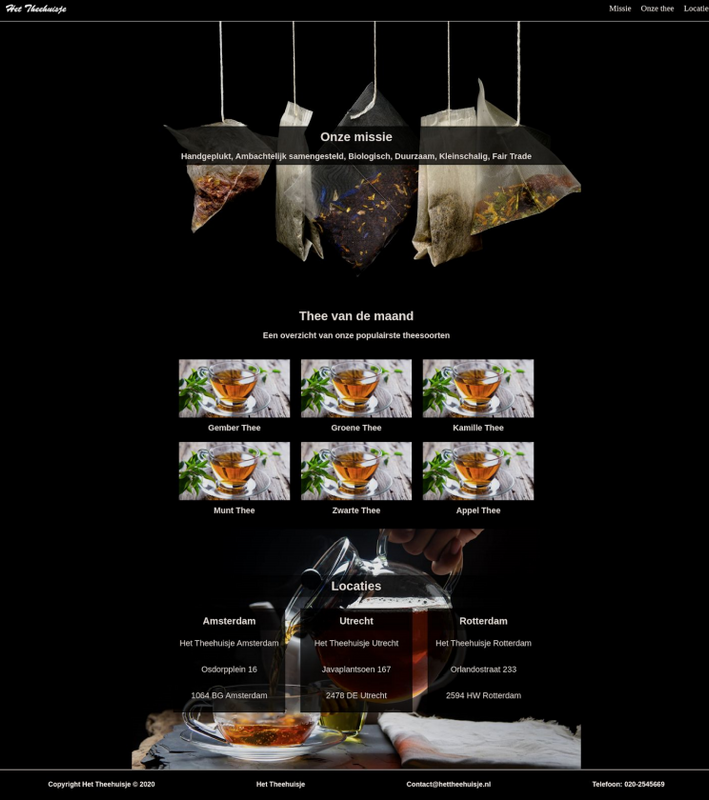 Het Theehuisje
Missie Onze thee Locatie
Onze missie
Handgeplukt, Ambachtelijk samengesteld, Biologisch, Duurzaam, Kleinschalig, Fair Trade
Thee van de maand
Een overzicht van onze populairste theesoorten
Gember Thee Groene Thee Kamille Thee
Munt Thee Zwarte Thee Appel Thee
Locaties
Amsterdam Utrecht Rotterdam
Het Theehuisje Amsterdam Het Theehuisje Utrecht Het Theehuisje Rotterdam
Osdorpplein 16 Javaplantsoen 167 Orlandostraat 233
1064 BG Amsterdam 2478 DE Utrecht 2594 HW Rotterdam
Copyright Het Theehuisje © 2020 Het Theehuisje Contact@hettheehuisje.nl Telefoon: 020-2545669